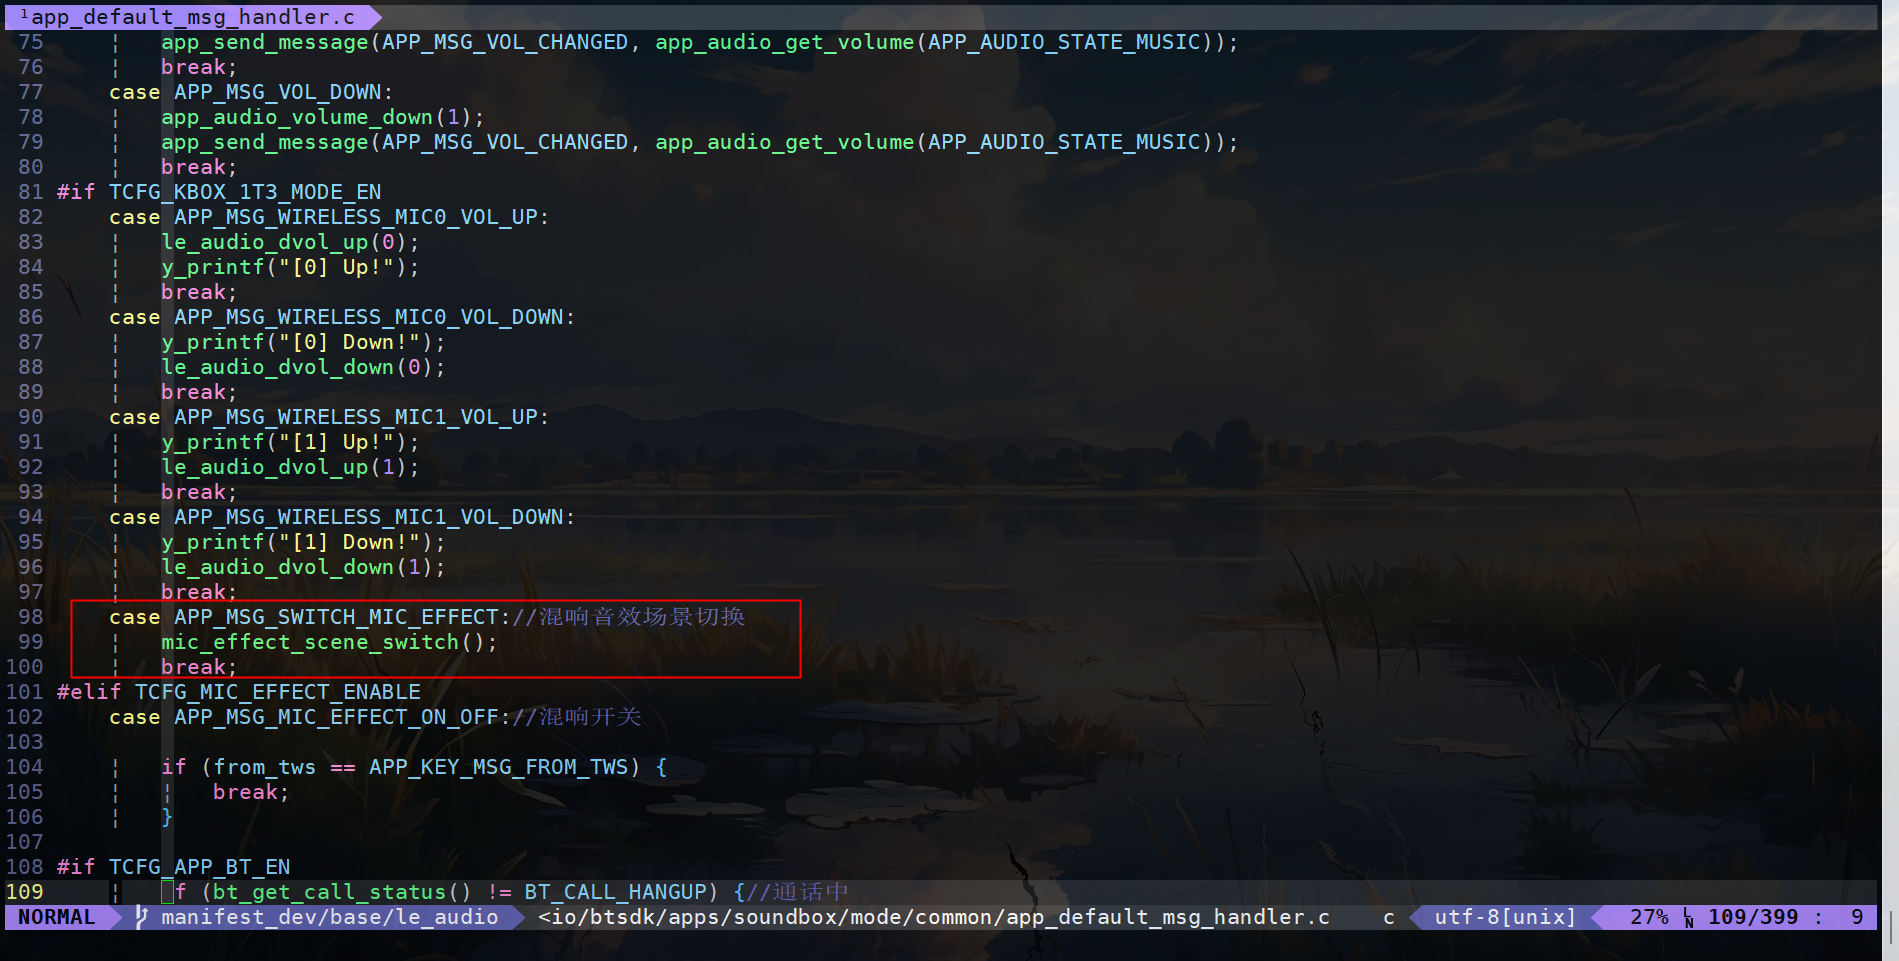 ¹app_default_msg_handler.c
75 ¦ app_send_message(APP_MSG_VOL_CHANGED, app_audio_get_volume(APP_AUDIO_STATE_MUSIC));
76 ¦ break;
77 case APP_MSG_VOL_DOWN:
78 ¦ app_audio_volume_down(1);
79 ¦ app_send_message(APP_MSG_VOL_CHANGED, app_audio_get_volume(APP_AUDIO_STATE_MUSIC));
80 ¦ break;
81 #if TCFG_KBOX_1T3_MODE_EN
82 case APP_MSG_WIRELESS_MIC0_VOL_UP:
83 ¦ le_audio_dvol_up(0);
84 ¦ y_printf("[0] Up!");
85 ¦ break;
86 case APP_MSG_WIRELESS_MIC0_VOL_DOWN:
87 ¦ y_printf("[0] Down!");
88 ¦ le_audio_dvol_down(0);
89 ¦ break;
90 case APP_MSG_WIRELESS_MIC1_VOL_UP:
91 ¦ y_printf("[1] Up!");
92 ¦ le_audio_dvol_up(1);
93 ¦ break;
94 case APP_MSG_WIRELESS_MIC1_VOL_DOWN:
95 ¦ y_printf("[1] Down!");
96 ¦ le_audio_dvol_down(1);
97 ¦ break;
98 case APP_MSG_SWITCH_MIC_EFFECT://混响音效场景切换
99 ¦ mic_effect_scene_switch();
100 ¦ break;
101 #elif TCFG_MIC_EFFECT_ENABLE
102 case APP_MSG_MIC_EFFECT_ON_OFF://混响开关
103
104 ¦ if (from_tws == APP_KEY_MSG_FROM_TWS) {
105 ¦ ¦ break;
106 ¦ }
107
108 #if TCFG_APP_BT_EN
109 ¦ if (bt_get_call_status() != BT_CALL_HANGUP) {//通话中
NORMAL manifest_dev/base/le_audio <io/btsdk/apps/soundbox/mode/common/app_default_msg_handler.c c utf-8[unix] 27% 109/399 : 9